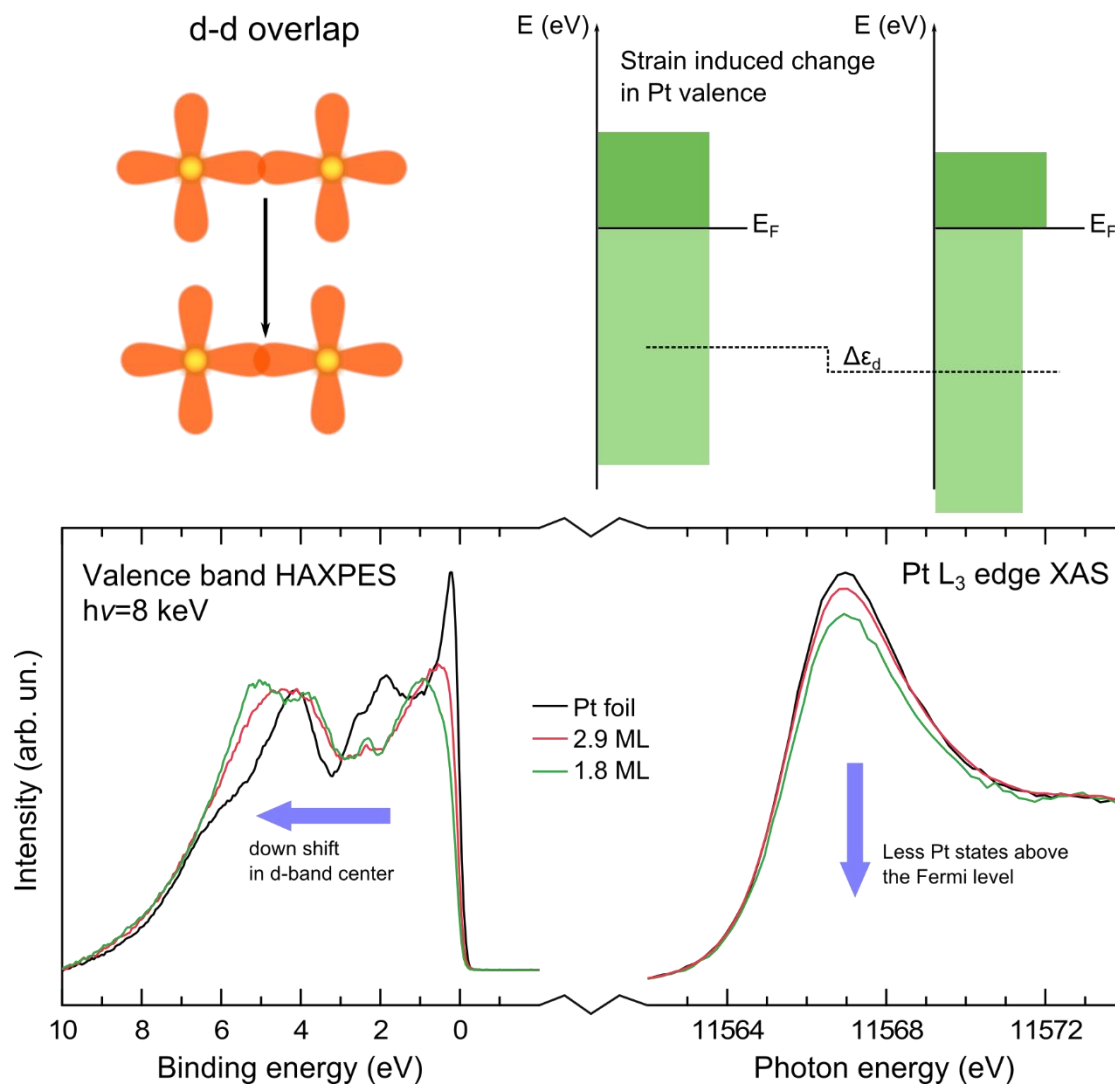 d-d overlap
E (eV)
E (eV)
Strain induced change
in Pt valence
E_F
E_F
Δε_d
Valence band HAXPES
hν=8 keV
Pt L₃ edge XAS
Pt foil
2.9 ML
1.8 ML
down shift
in d-band center
Less Pt states above
the Fermi level
Intensity (arb. un.)
10 8 6 4 2 0
11564 11568 11572
Binding energy (eV)
Photon energy (eV)